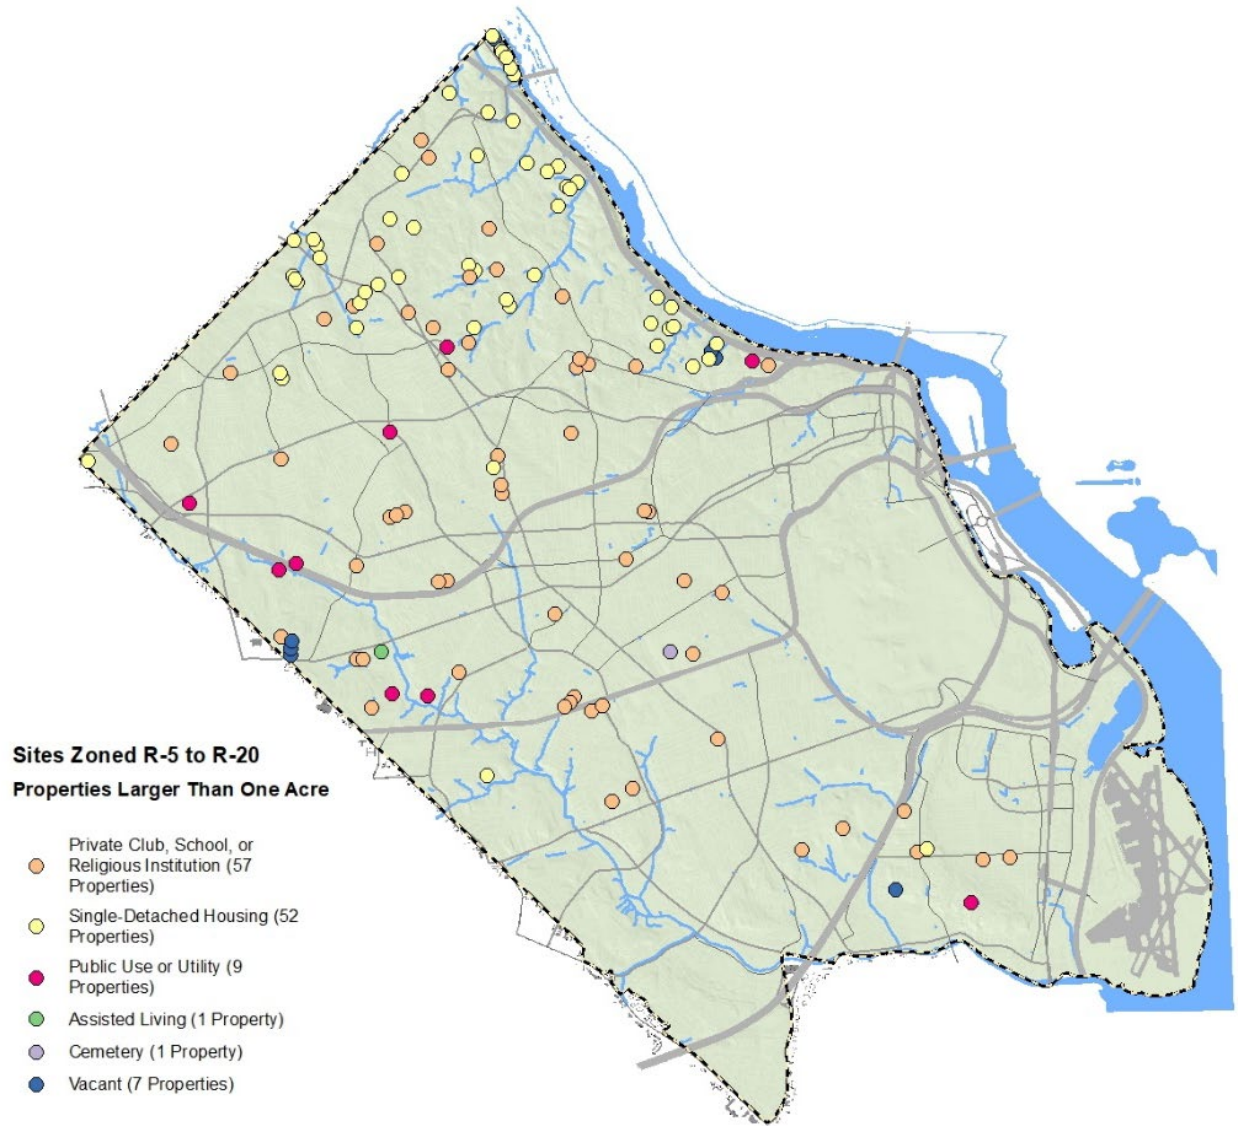 Sites Zoned R-5 to R-20
Properties Larger Than One Acre
Private Club, School, or
Religious Institution (57
Properties)
Single-Detached Housing (52
Properties)
Public Use or Utility (9
Properties)
Assisted Living (1 Property)
Cemetery (1 Property)
Vacant (7 Properties)